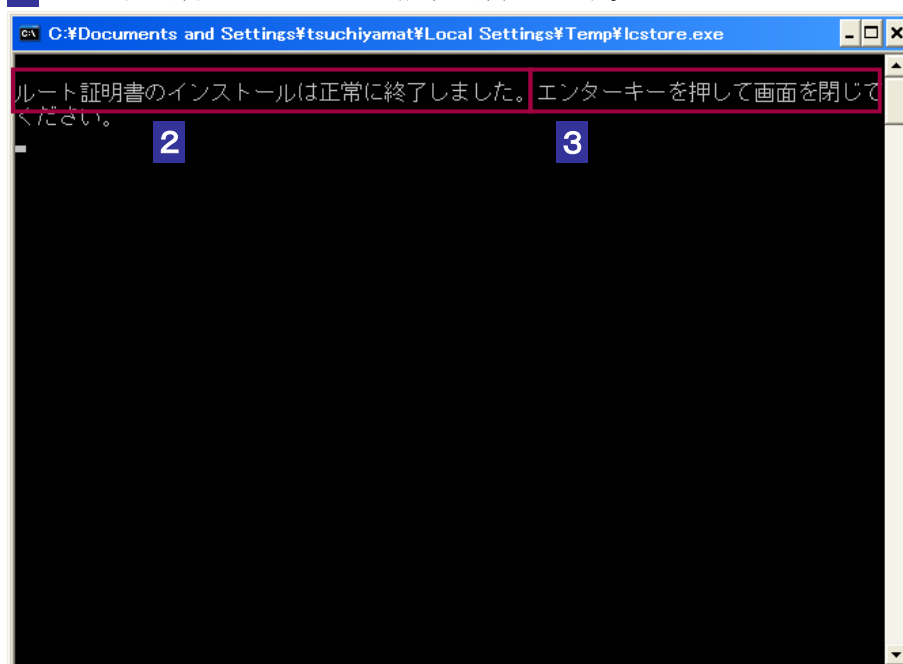 C:¥Documents and Settings¥tsuchiyamat¥Local Settings¥Temp¥lcstore.exe
ルート証明書のインストールは正常に終了しました。エンターキーを押して画面を閉じて
ください。
2
3